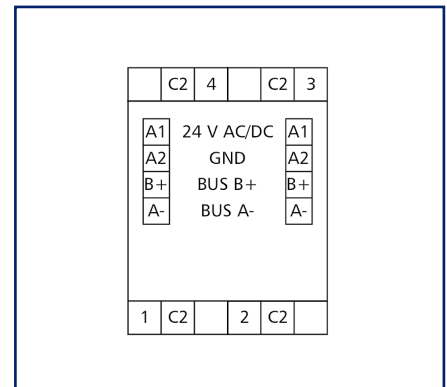 C2 4 C2 3
A1 24 V AC/DC A1
A2 GND A2
B+ BUS B+ B+
A- BUS A- A-
1 C2 2 C2